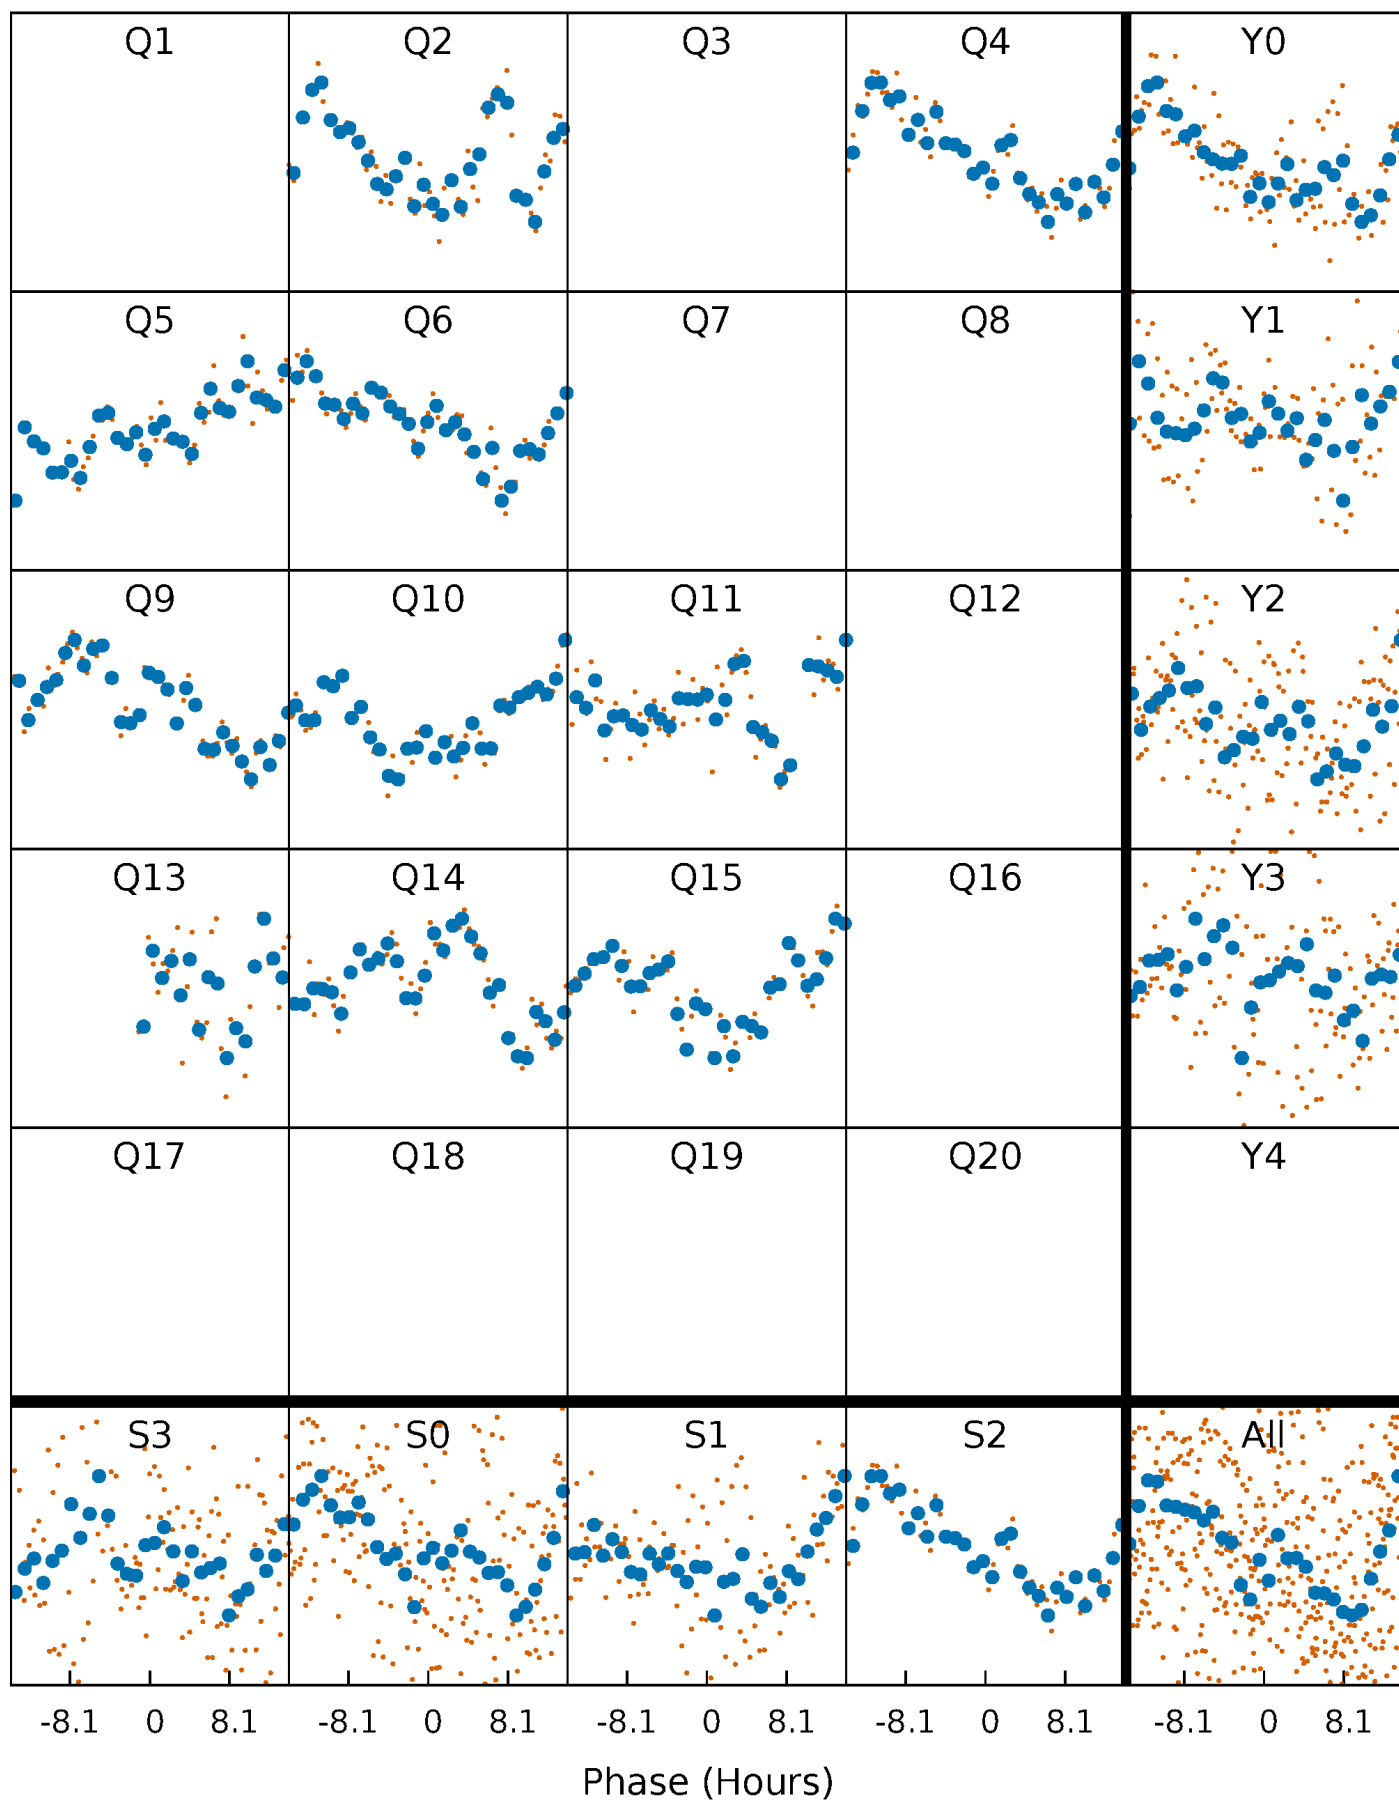 Q1 Q2 Q3 Q4 Y0
Q5 Q6 Q7 Q8 Y1
Q9 Q10 Q11 Q12 Y2
Q13 Q14 Q15 Q16 Y3
Q17 Q18 Q19 Q20 Y4
S3 S0 S1 S2 All
-8.1 0 8.1 -8.1 0 8.1 -8.1 0 8.1 -8.1 0 8.1 -8.1 0 8.1
Phase (Hours)